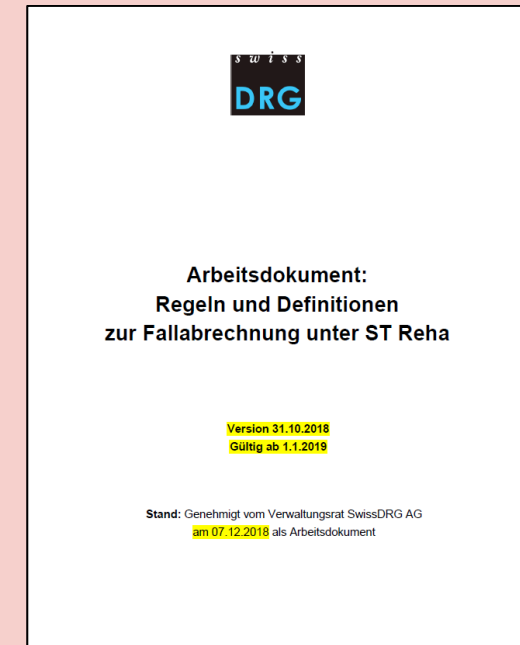 swiss
DRG
Arbeitsdokument:
Regeln und Definitionen
zur Fallabrechnung unter ST Reha
Version 31.10.2018
Gültig ab 1.1.2019
Stand: Genehmigt vom Verwaltungsrat SwissDRG AG
am 07.12.2018 als Arbeitsdokument